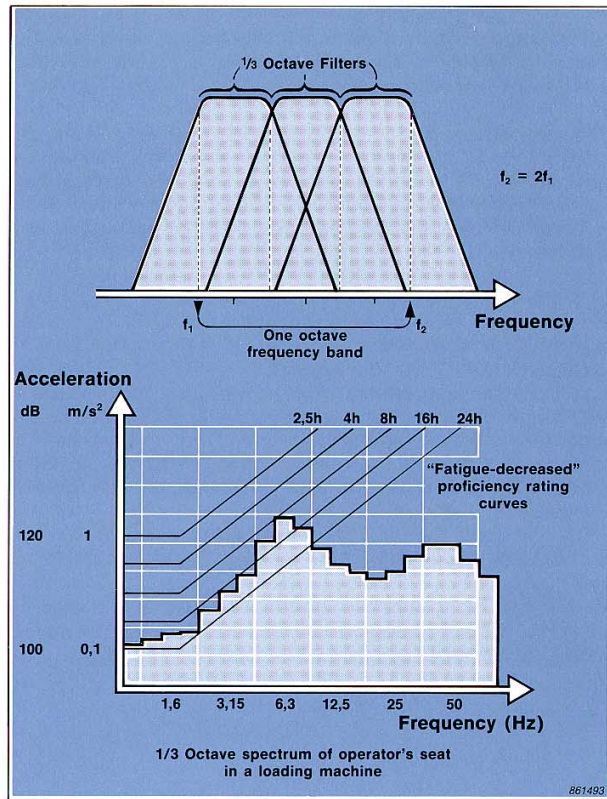 1/3 Octave Filters
f₂ = 2f₁
f₁
f₂
One octave
frequency band
Frequency
Acceleration
dB
m/s²
2,5h
4h
8h
16h
24h
“Fatigue-decreased”
proficiency rating
curves
120
1
100
0,1
1,6
3,15
6,3
12,5
25
50
Frequency (Hz)
1/3 Octave spectrum of operator’s seat
in a loading machine
861493